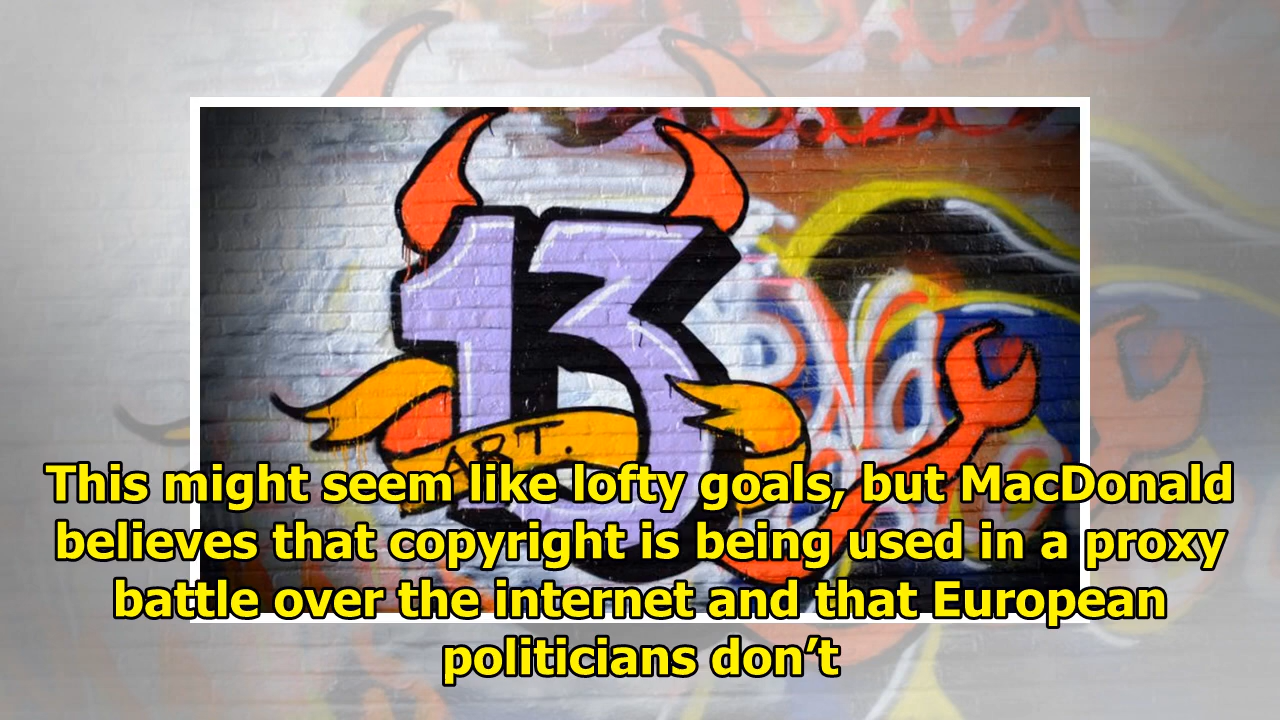 13
ART.
This might seem like lofty goals, but MacDonald
believes that copyright is being used in a proxy
battle over the internet and that European
politicians don’t